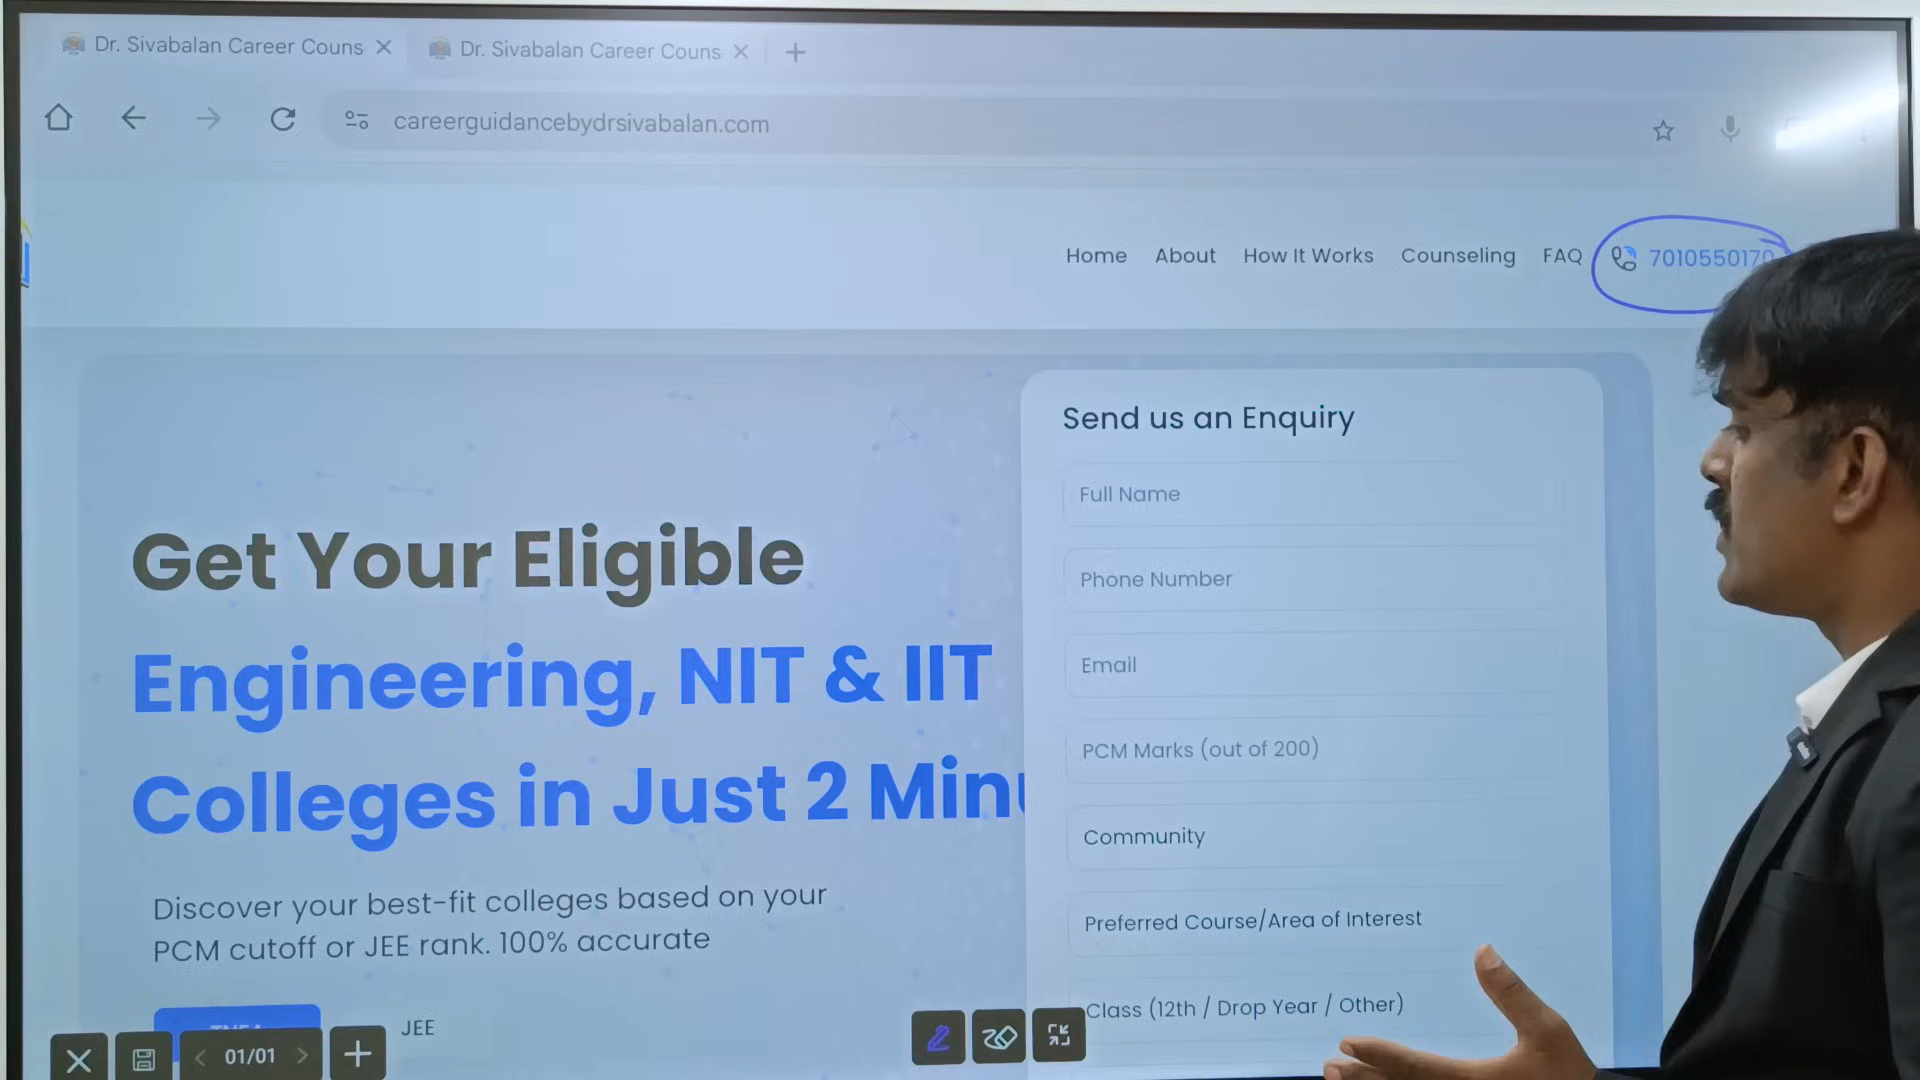 Dr. Sivabalan Career Couns
Dr. Sivabalan Career Couns
careerguidancebydrsivabalan.com
Home About How It Works Counseling FAQ 7010550170
Send us an Enquiry
Full Name
Phone Number
Email
PCM Marks (out of 200)
Community
Preferred Course/Area of Interest
Class (12th / Drop Year / Other)
Get Your Eligible
Engineering, NIT & IIT
Colleges in Just 2 Minu
Discover your best-fit colleges based on your
PCM cutoff or JEE rank. 100% accurate
JEE
01/01